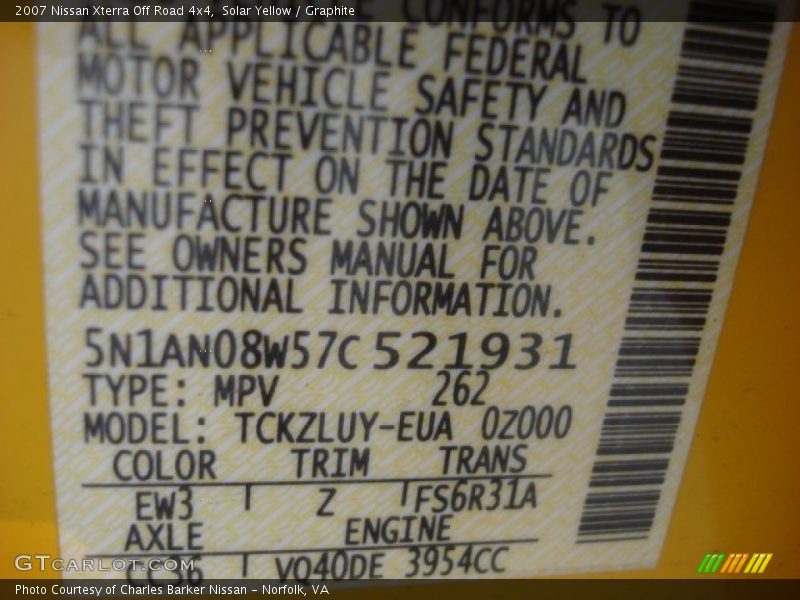 2007 Nissan Xterra Off Road 4x4, Solar Yellow / Graphite
CONFORMS TO
ALL APPLICABLE FEDERAL
MOTOR VEHICLE SAFETY AND
THEFT PREVENTION STANDARDS
IN EFFECT ON THE DATE OF
MANUFACTURE SHOWN ABOVE.
SEE OWNERS MANUAL FOR
ADDITIONAL INFORMATION.
5N1AN08W57C521931
TYPE: MPV 262
MODEL: TCKZLUY-EUA 0Z000
COLOR TRIM TRANS
EW3 Z FS6R31A
AXLE ENGINE
CC36 VQ40DE 3954CC
GTCARLOT.COM
Photo Courtesy of Charles Barker Nissan - Norfolk, VA